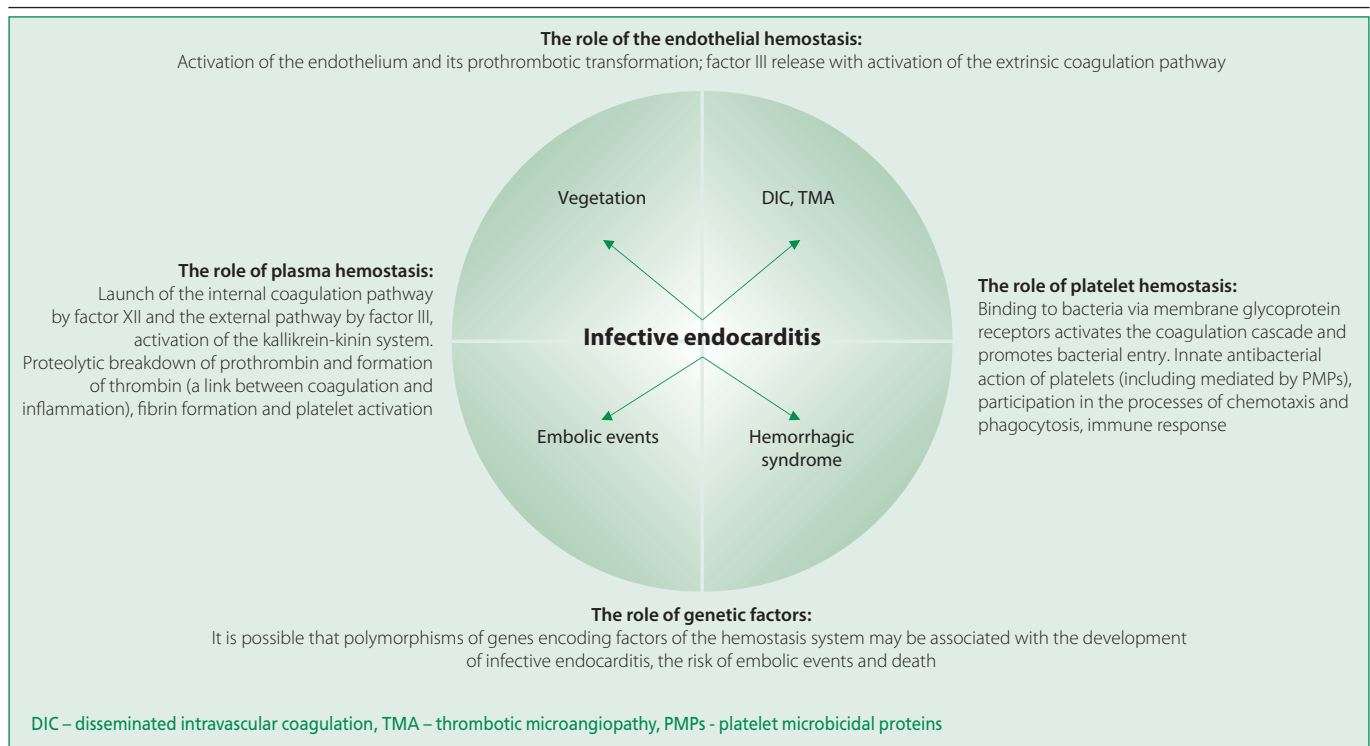 The role of the endothelial hemostasis:
Activation of the endothelium and its prothrombotic transformation; factor III release with activation of the extrinsic coagulation pathway
Vegetation
DIC, TMA
The role of plasma hemostasis:
Launch of the internal coagulation pathway
by factor XII and the external pathway by factor III,
activation of the kallikrein-kinin system.
Proteolytic breakdown of prothrombin and formation
of thrombin (a link between coagulation and
inflammation), fibrin formation and platelet activation
Infective endocarditis
The role of platelet hemostasis:
Binding to bacteria via membrane glycoprotein
receptors activates the coagulation cascade and
promotes bacterial entry. Innate antibacterial
action of platelets (including mediated by PMPs),
participation in the processes of chemotaxis and
phagocytosis, immune response
Embolic events
Hemorrhagic
syndrome
The role of genetic factors:
It is possible that polymorphisms of genes encoding factors of the hemostasis system may be associated with the development
of infective endocarditis, the risk of embolic events and death
DIC – disseminated intravascular coagulation, TMA – thrombotic microangiopathy, PMPs - platelet microbicidal proteins